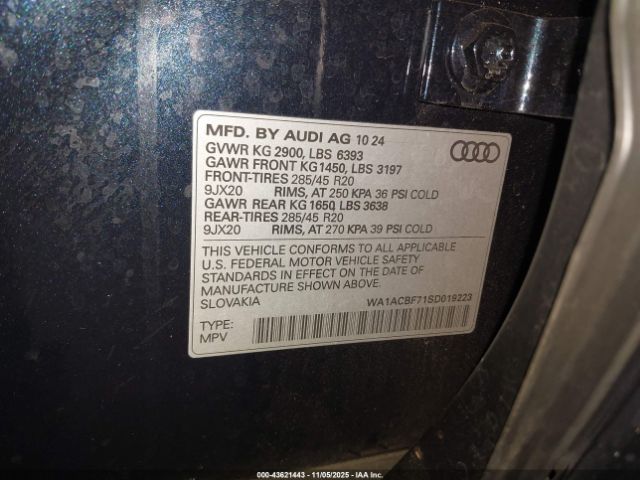 MFD. BY AUDI AG 10 24
GVWR KG 2900, LBS 6393
GAWR FRONT KG1450, LBS 3197
FRONT-TIRES 285/45 R20
9JX20 RIMS, AT 250 KPA 36 PSI COLD
GAWR REAR KG 1650, LBS 3638
REAR-TIRES 285/45 R20
9JX20 RIMS, AT 270 KPA 39 PSI COLD
THIS VEHICLE CONFORMS TO ALL APPLICABLE
U.S. FEDERAL MOTOR VEHICLE SAFETY
STANDARDS IN EFFECT ON THE DATE OF
MANUFACTURE SHOWN ABOVE.
SLOVAKIA WA1ACBF71SD019223
TYPE:
MPV
000-43621443 - 11/05/2025 - IAA Inc.